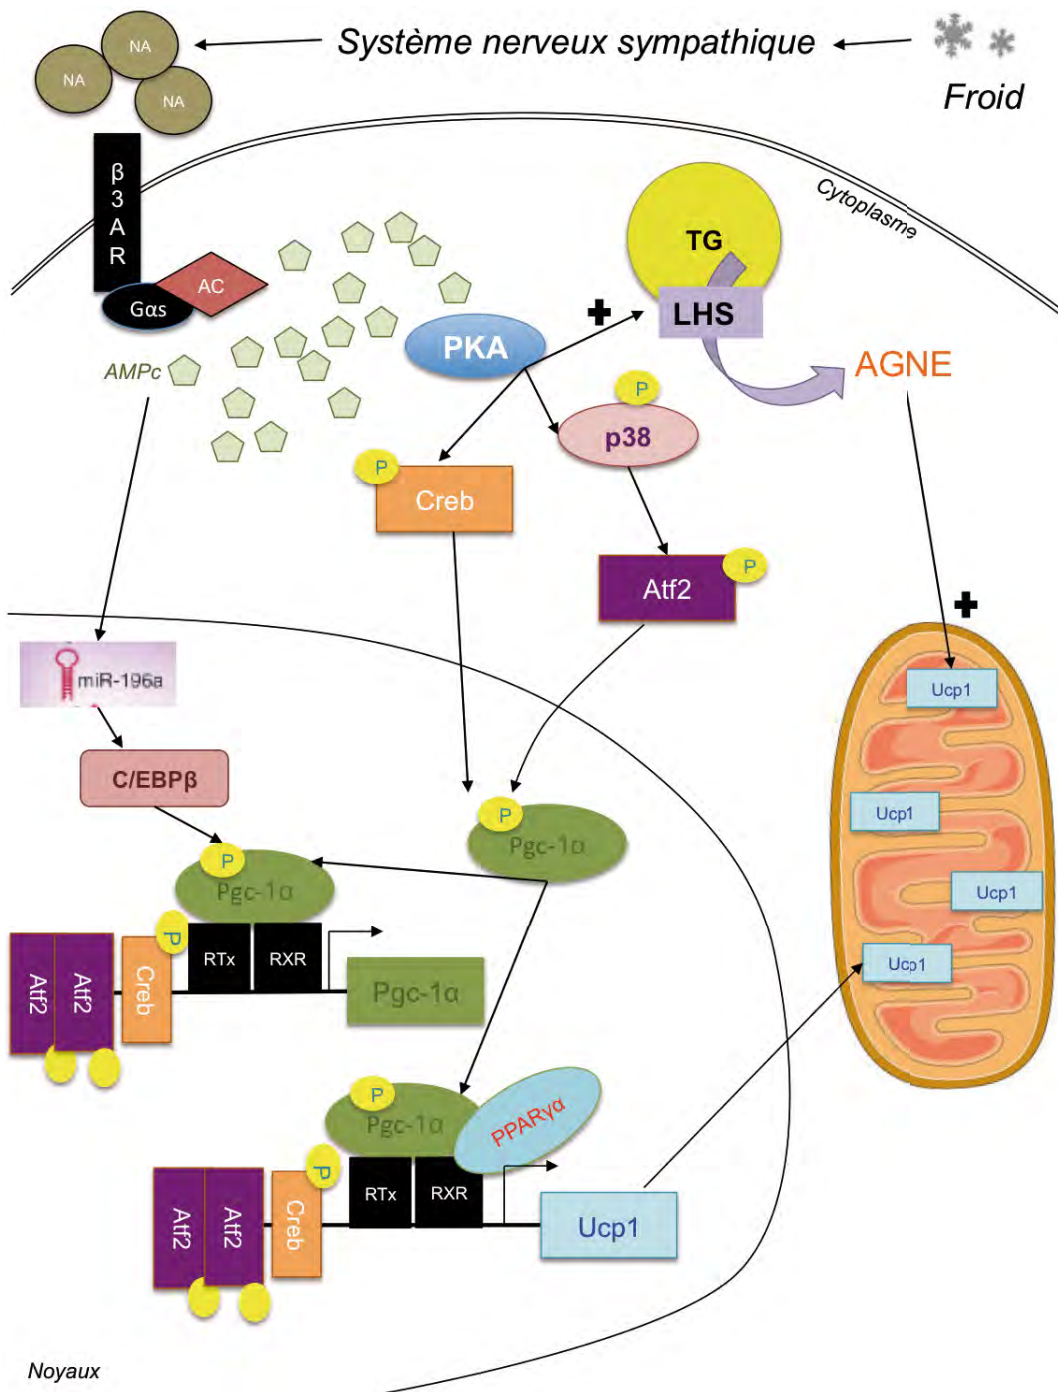 NA
Système nerveux sympathique
NA
NA
Froid
β
3
A
R
Cytoplasme
TG
AC
Gαs
LHS
PKA
AMPc
AGNE
P
p38
P
Creb
Atf2
P
miR-196a
Ucp1
C/EBPβ
P
Pgc-1α
Ucp1
P
Pgc-1α
Ucp1
Atf2
Atf2
Creb
P
RTx
RXR
Pgc-1α
Ucp1
P
Pgc-1α
PPARγα
Atf2
Atf2
Creb
P
RTx
RXR
Ucp1
Noyaux